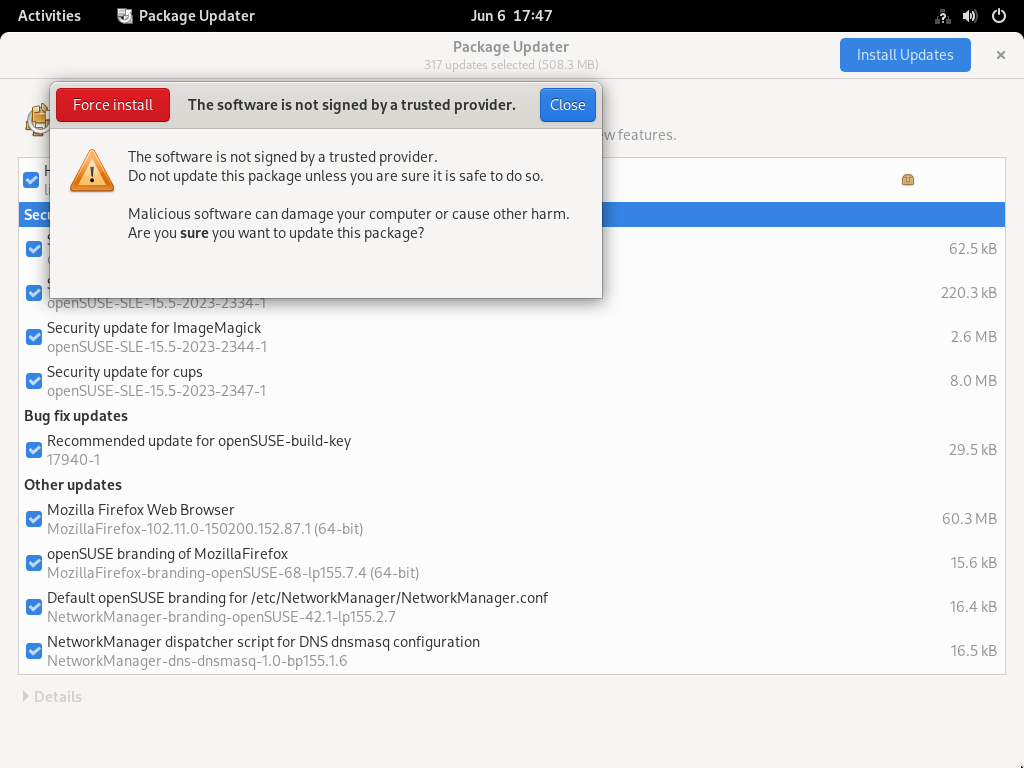 Activities
Package Updater
Jun 6 17:47
Package Updater
317 updates selected (508.3 MB)
Install Updates
Force install
The software is not signed by a trusted provider.
Close
features.
The software is not signed by a trusted provider.
Do not update this package unless you are sure it is safe to do so.
Malicious software can damage your computer or cause other harm.
Are you sure you want to update this package?
62.5 kB
220.3 kB
openSUSE-SLE-15.5-2023-2334-1
Security update for ImageMagick
openSUSE-SLE-15.5-2023-2344-1
2.6 MB
Security update for cups
openSUSE-SLE-15.5-2023-2347-1
8.0 MB
Bug fix updates
Recommended update for openSUSE-build-key
17940-1
29.5 kB
Other updates
Mozilla Firefox Web Browser
MozillaFirefox-102.11.0-150200.152.87.1 (64-bit)
60.3 MB
openSUSE branding of MozillaFirefox
MozillaFirefox-branding-openSUSE-68-lp155.7.4 (64-bit)
15.6 kB
Default openSUSE branding for /etc/NetworkManager/NetworkManager.conf
NetworkManager-branding-openSUSE-42.1-lp155.2.7
16.4 kB
NetworkManager dispatcher script for DNS dnsmasq configuration
NetworkManager-dns-dnsmasq-1.0-bp155.1.6
16.5 kB
Details